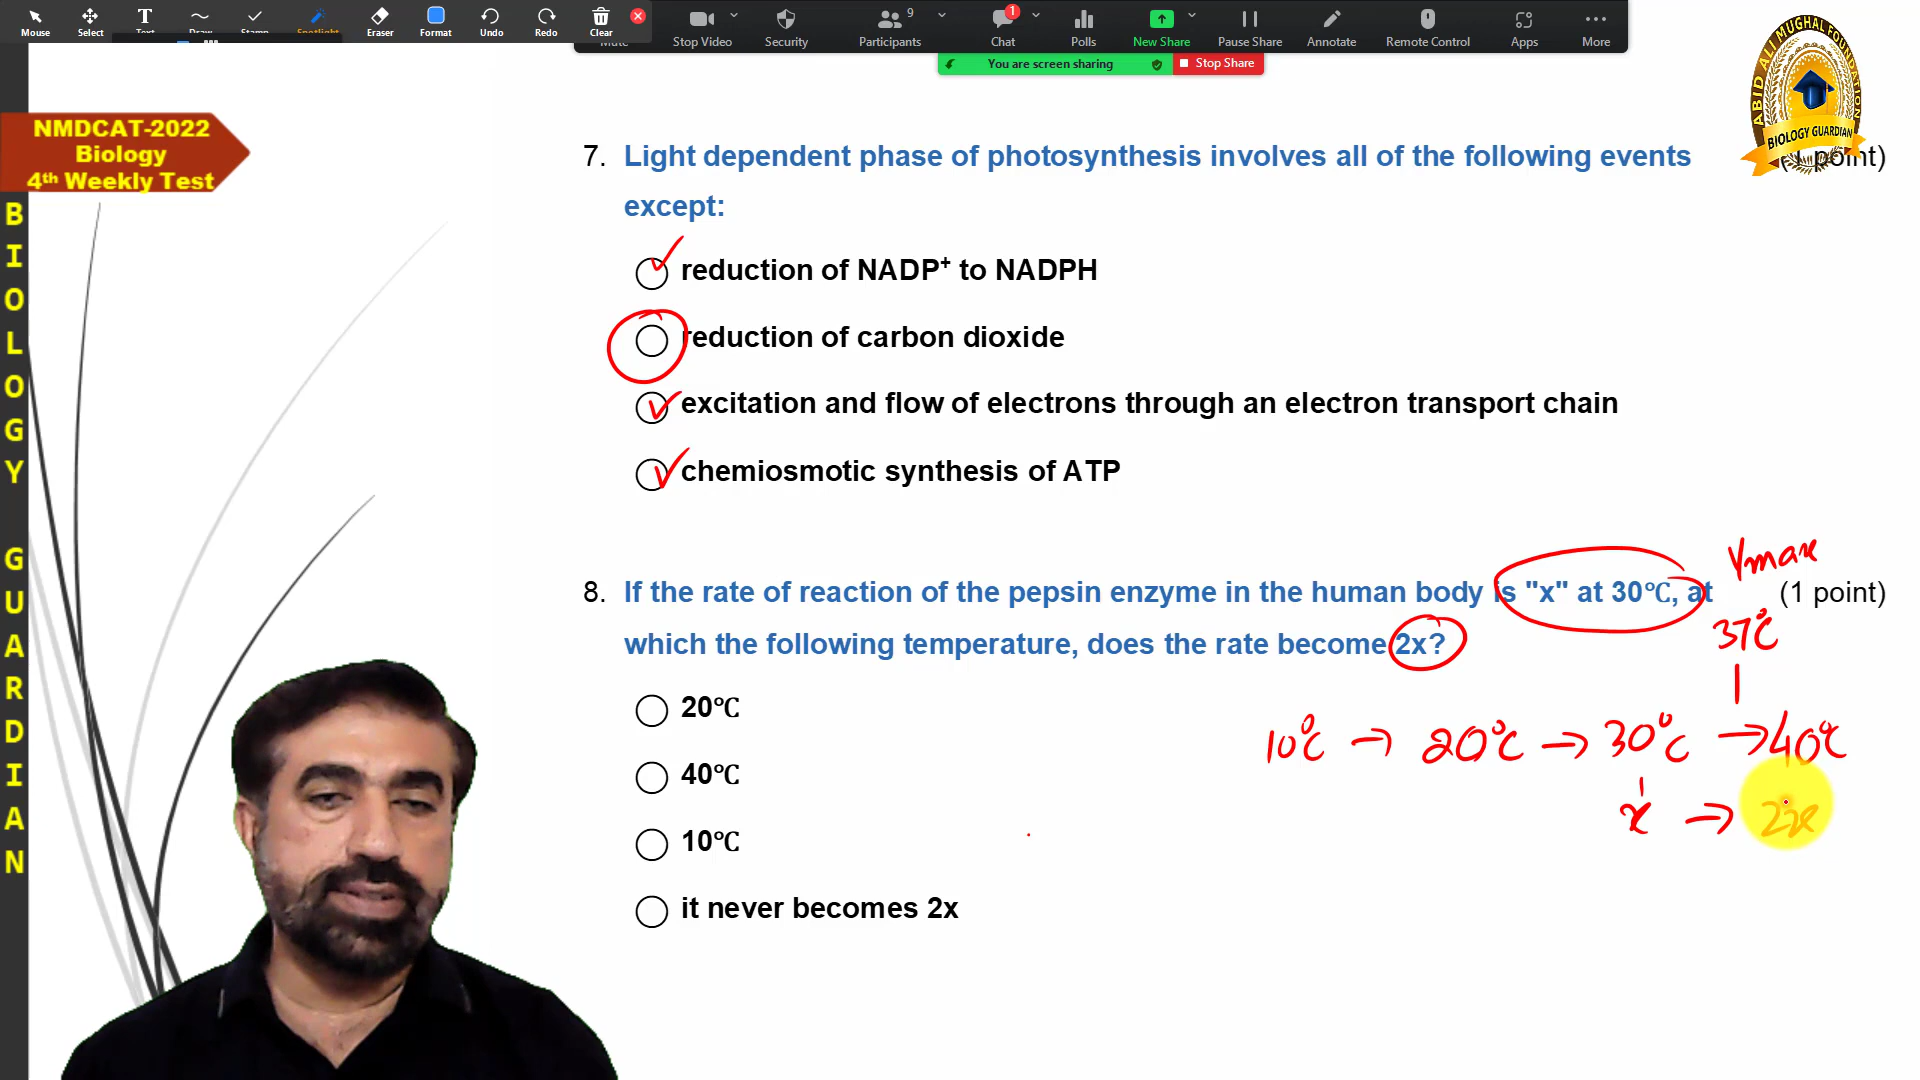 Mouse
Select
Text
Draw
Stamp
Spotlight
Eraser
Format
Undo
Redo
Clear
Mute
Stop Video
Security
9
Participants
1
Chat
Polls
New Share
Pause Share
Annotate
Remote Control
Apps
More
You are screen sharing
Stop Share
ABID ALI MUGHAL FOUNDATION
BIOLOGY GUARDIAN
NMDCAT-2022
Biology
4th Weekly Test
BIOLOGY GUARDIAN
7. Light dependent phase of photosynthesis involves all of the following events (1 point)
except:
reduction of NADP+ to NADPH
reduction of carbon dioxide
excitation and flow of electrons through an electron transport chain
chemiosmotic synthesis of ATP
Vmax
8. If the rate of reaction of the pepsin enzyme in the human body is "x" at 30℃, at (1 point)
which the following temperature, does the rate become 2x?
37°C
20℃
40℃
10℃
it never becomes 2x
10°C → 20°C → 30°C → 40°C
x → 2x